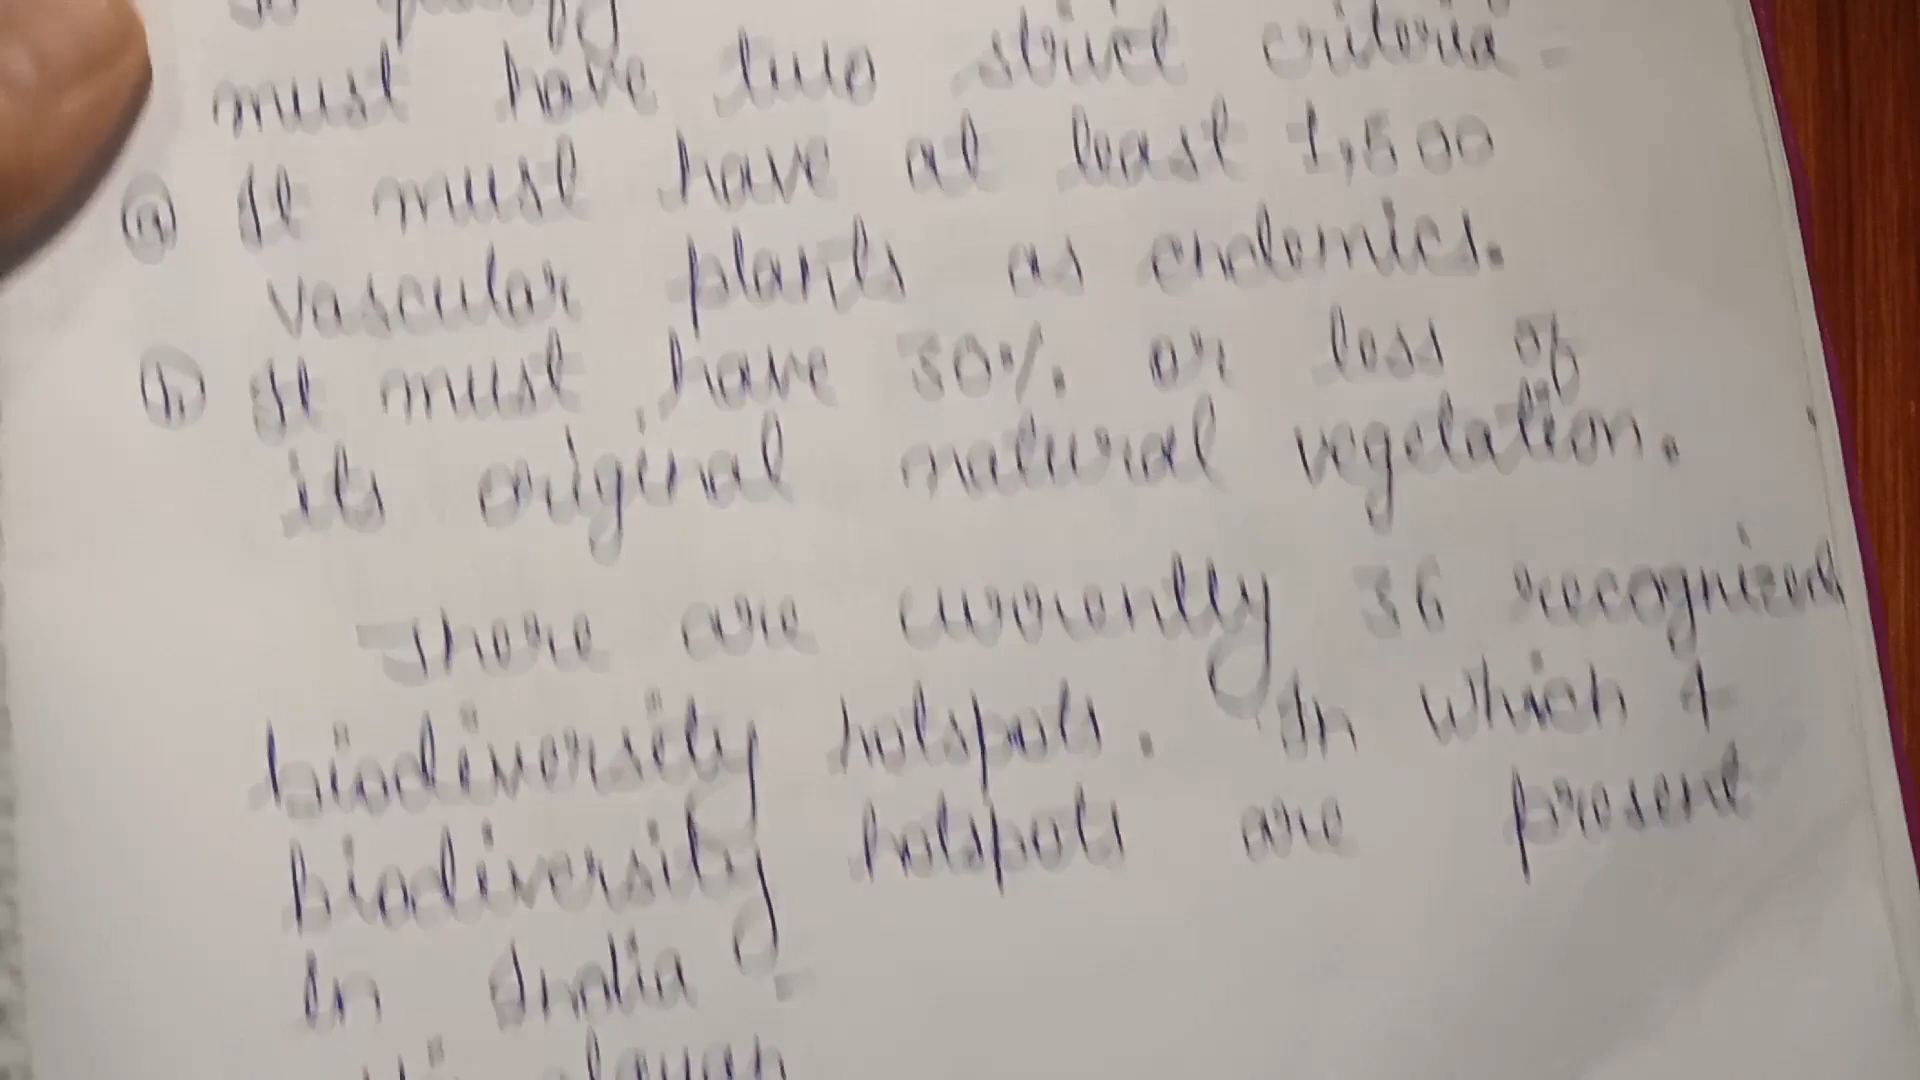 must have two strict criteria -
(a) It must have at least 1,500
vascular plants as endemics.
(b) It must have 30% or less of
its original natural vegetation.
There are currently 36 recognized
biodiversity hotspots. In which 4
biodiversity hotspots are present
in India -
Himalayan